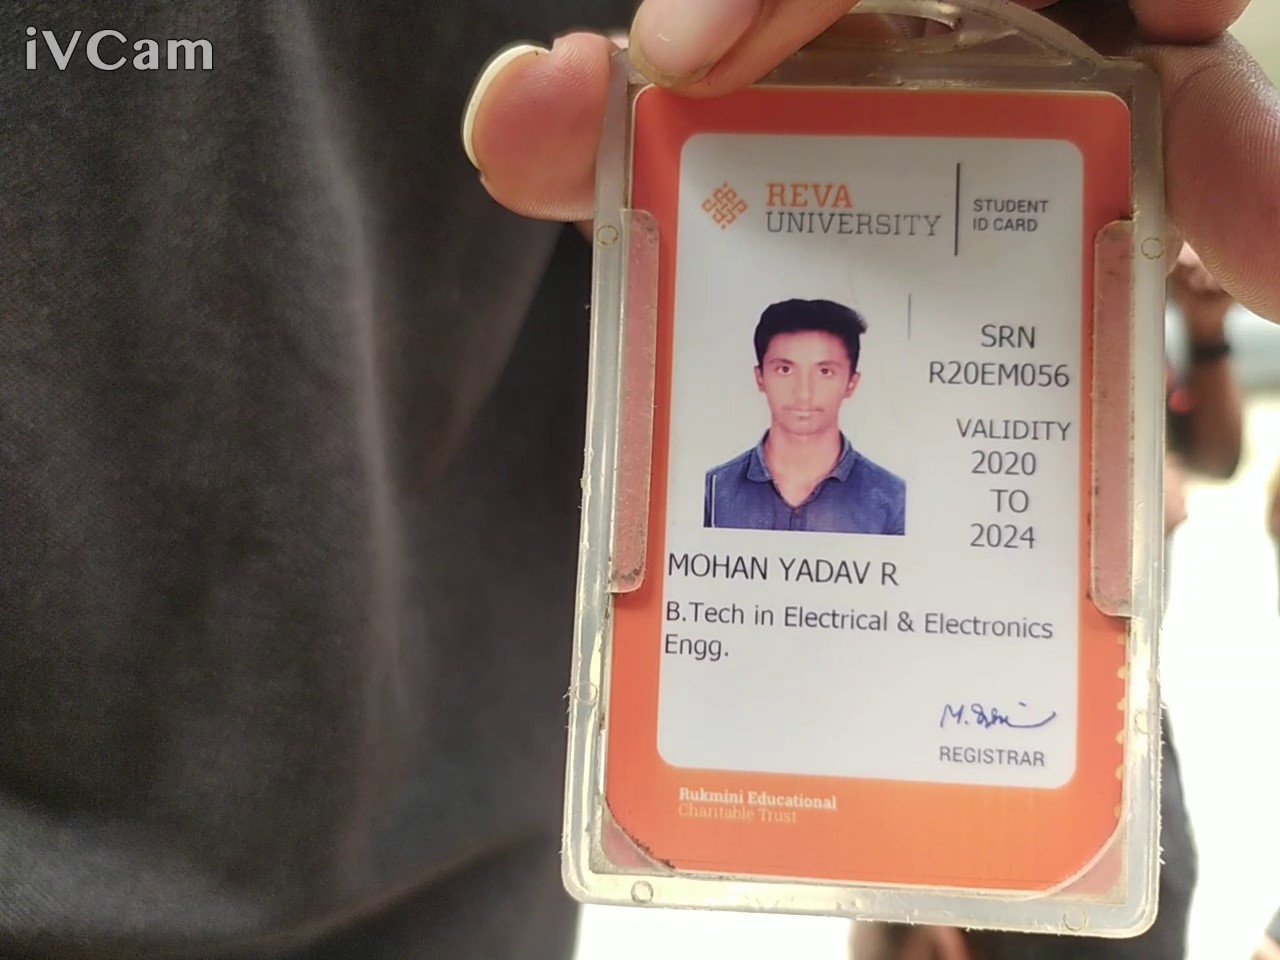 iVCam
REVA
UNIVERSITY
STUDENT
ID CARD
SRN
R20EM056
VALIDITY
2020
TO
2024
MOHAN YADAV R
B.Tech in Electrical & Electronics
Engg.
REGISTRAR
Rukmini Educational
Charitable Trust